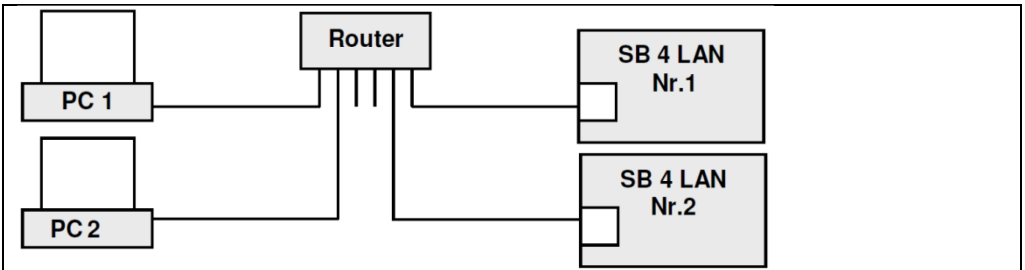 Router
SB 4 LAN
Nr.1
PC 1
SB 4 LAN
Nr.2
PC 2